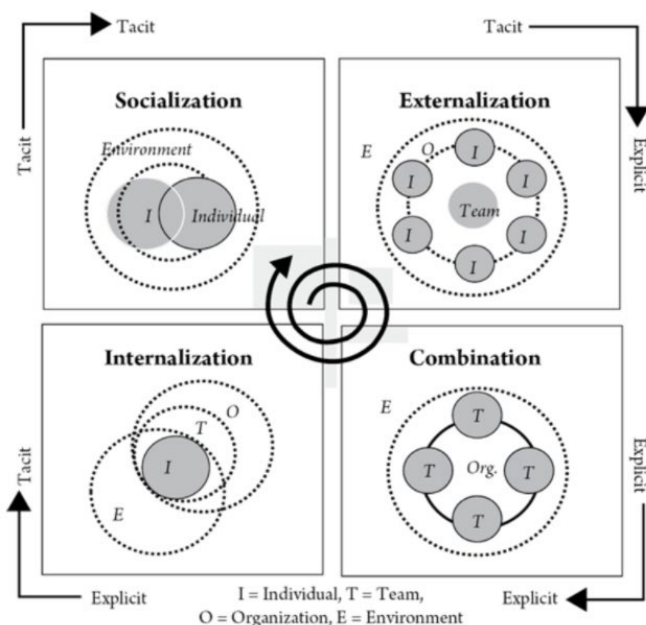 Tacit
Tacit
Tacit
Explicit
Socialization
Environment
I
Individual
Externalization
E
O
I
I
I
Team
I
I
I
Internalization
O
T
I
E
Combination
E
T
T
Org.
T
T
Tacit
Explicit
Explicit
Explicit
I = Individual, T = Team,
O = Organization, E = Environment